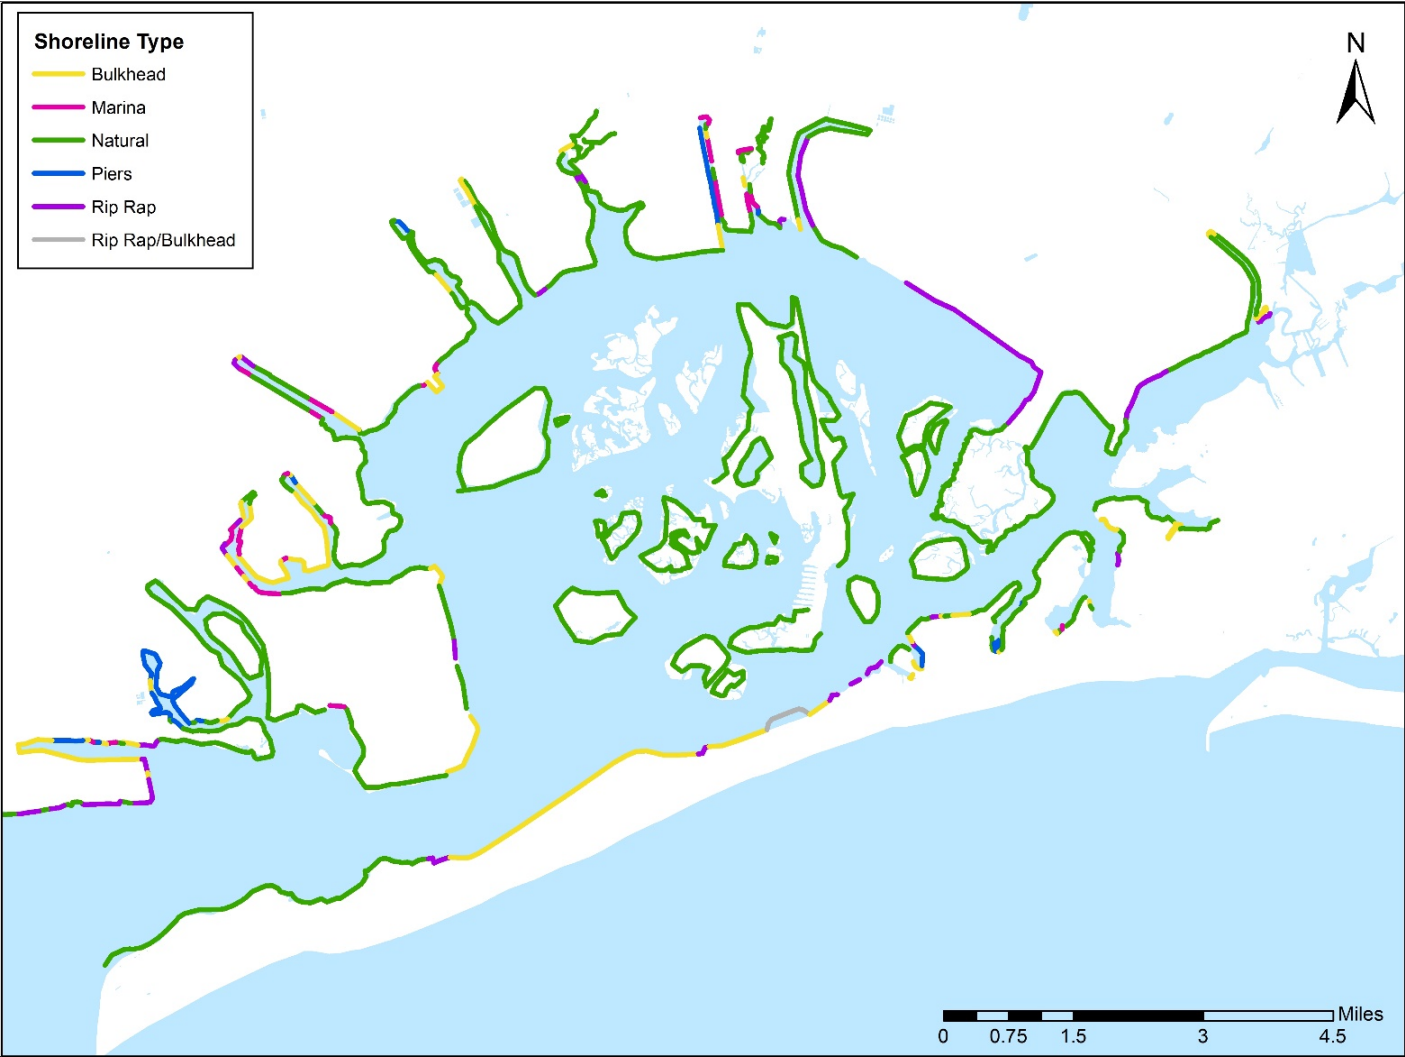 Shoreline Type
Bulkhead
Marina
Natural
Piers
Rip Rap
Rip Rap/Bulkhead
N
Miles
0 0.75 1.5 3 4.5